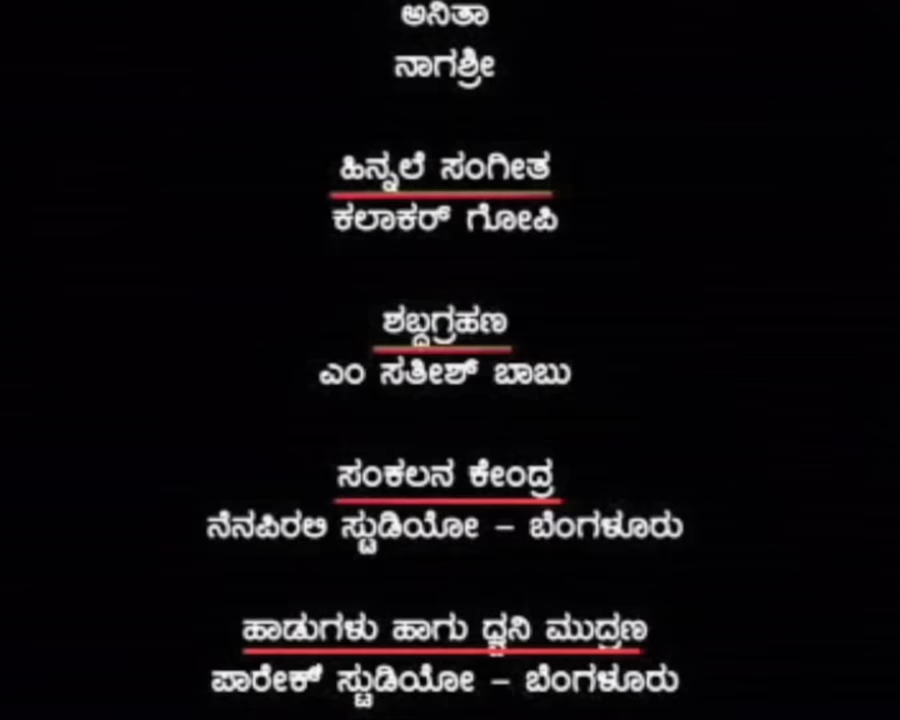 ಅನಿತಾ
ನಾಗಶ್ರೀ
ಹಿನ್ನಲೆ ಸಂಗೀತ
ಕಲಾಕರ್ ಗೋಪಿ
ಶಬ್ದಗ್ರಹಣ
ಎಂ ಸತೀಶ್ ಬಾಬು
ಸಂಕಲನ ಕೇಂದ್ರ
ನೆನಪಿರಲಿ ಸ್ಟುಡಿಯೋ – ಬೆಂಗಳೂರು
ಹಾಡುಗಳು ಹಾಗು ಧ್ವನಿ ಮುದ್ರಣ
ಪಾರೇಕ್ ಸ್ಟುಡಿಯೋ – ಬೆಂಗಳೂರು